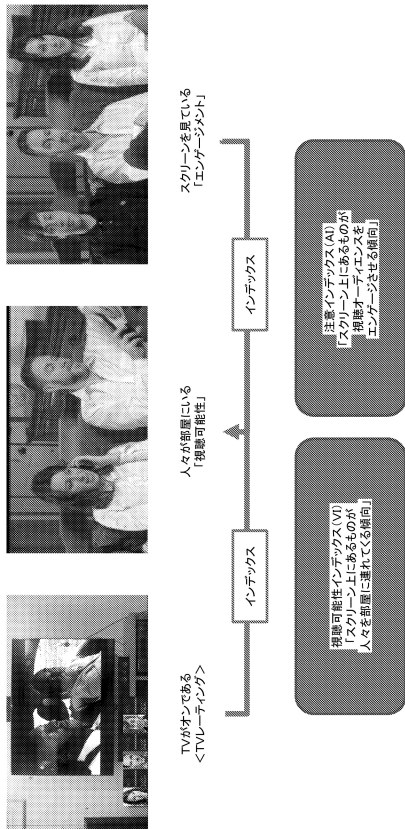 TVがオンである
<TVレーティング>
人々が部屋にいる
「視聴可能性」
スクリーンを見ている
「エンゲージメント」
インデックス
インデックス
視聴可能性インデックス(VI)
「スクリーン上にあるものが
人々を部屋に連れてくる傾向」
注意インデックス(AI)
「スクリーン上にあるものが
視聴オーディエンスを
エンゲージさせる傾向」